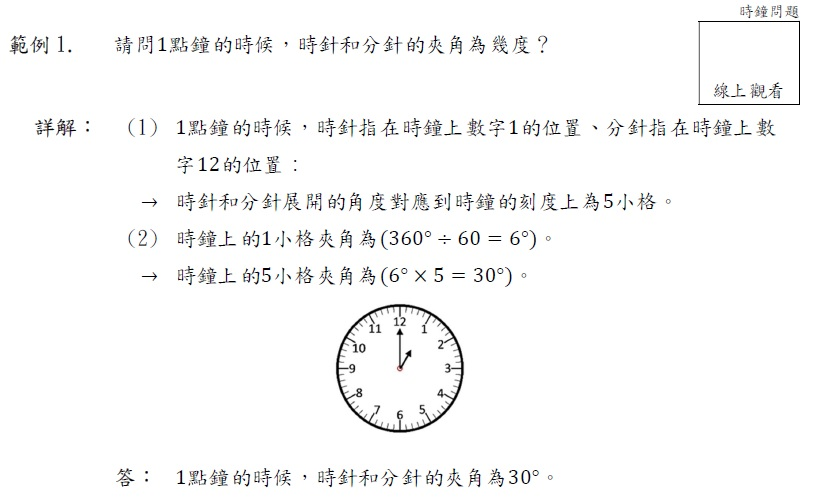 時鐘問題
範例 1. 請問1點鐘的時候，時針和分針的夾角為幾度？
線上觀看
詳解： (1) 1點鐘的時候，時針指在時鐘上數字1的位置、分針指在時鐘上數
字12的位置：
→ 時針和分針展開的角度對應到時鐘的刻度上為5小格。
(2) 時鐘上的1小格夾角為(360° ÷ 60 = 6°)。
→ 時鐘上的5小格夾角為(6° × 5 = 30°)。
12
11 1
10 2
9 3
8 4
7 5
6
答： 1點鐘的時候，時針和分針的夾角為30°。